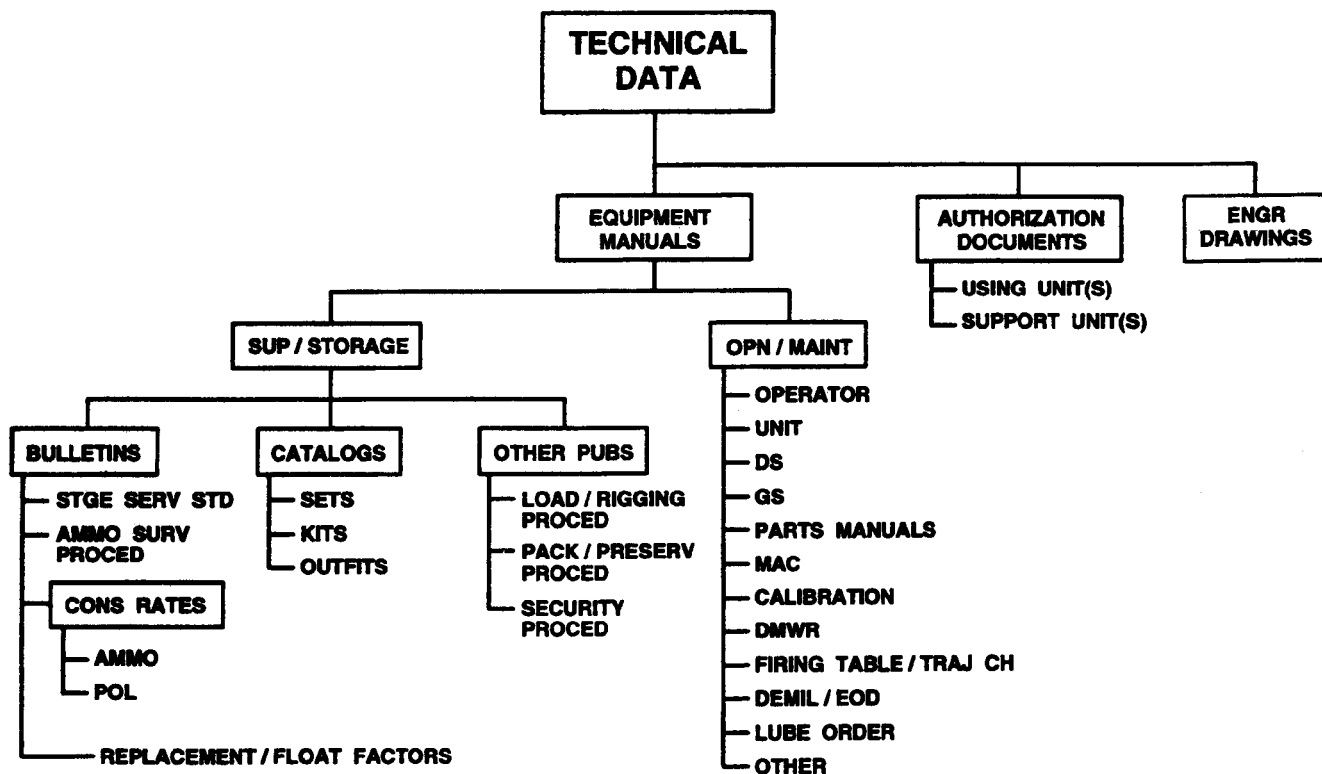 TECHNICAL
DATA
EQUIPMENT
MANUALS
AUTHORIZATION
DOCUMENTS
USING UNIT(S)
SUPPORT UNIT(S)
ENGR
DRAWINGS
SUP / STORAGE
BULLETINS
STGE SERV STD
AMMO SURV
PROCED
CONS RATES
AMMO
POL
REPLACEMENT / FLOAT FACTORS
CATALOGS
SETS
KITS
OUTFITS
OTHER PUBS
LOAD / RIGGING
PROCED
PACK / PRESERV
PROCED
SECURITY
PROCED
OPN / MAINT
OPERATOR
UNIT
DS
GS
PARTS MANUALS
MAC
CALIBRATION
DMWR
FIRING TABLE / TRAJ CH
DEMIL / EOD
LUBE ORDER
OTHER